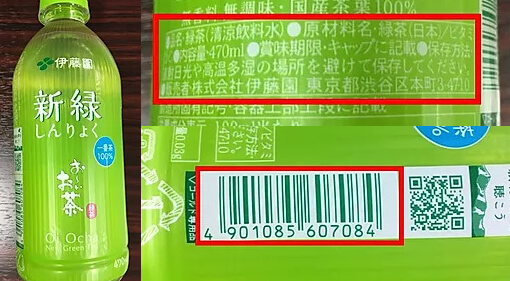 伊藤園
新緑
しんりょく
一番茶
100%
お〜いお茶
緑茶
Oi Ocha
470ml
無香料 無調味・国産茶葉100%
●品名:緑茶(清涼飲料水)●原材料名:緑茶(日本)/ビタミ
●内容量:470ml●賞味期限:キャップに記載●保存方法
直射日光や高温多湿の場所を避けて保存してください。
販売者:株式会社伊藤園 東京都渋谷区本町3-47-10
4 901085 607084